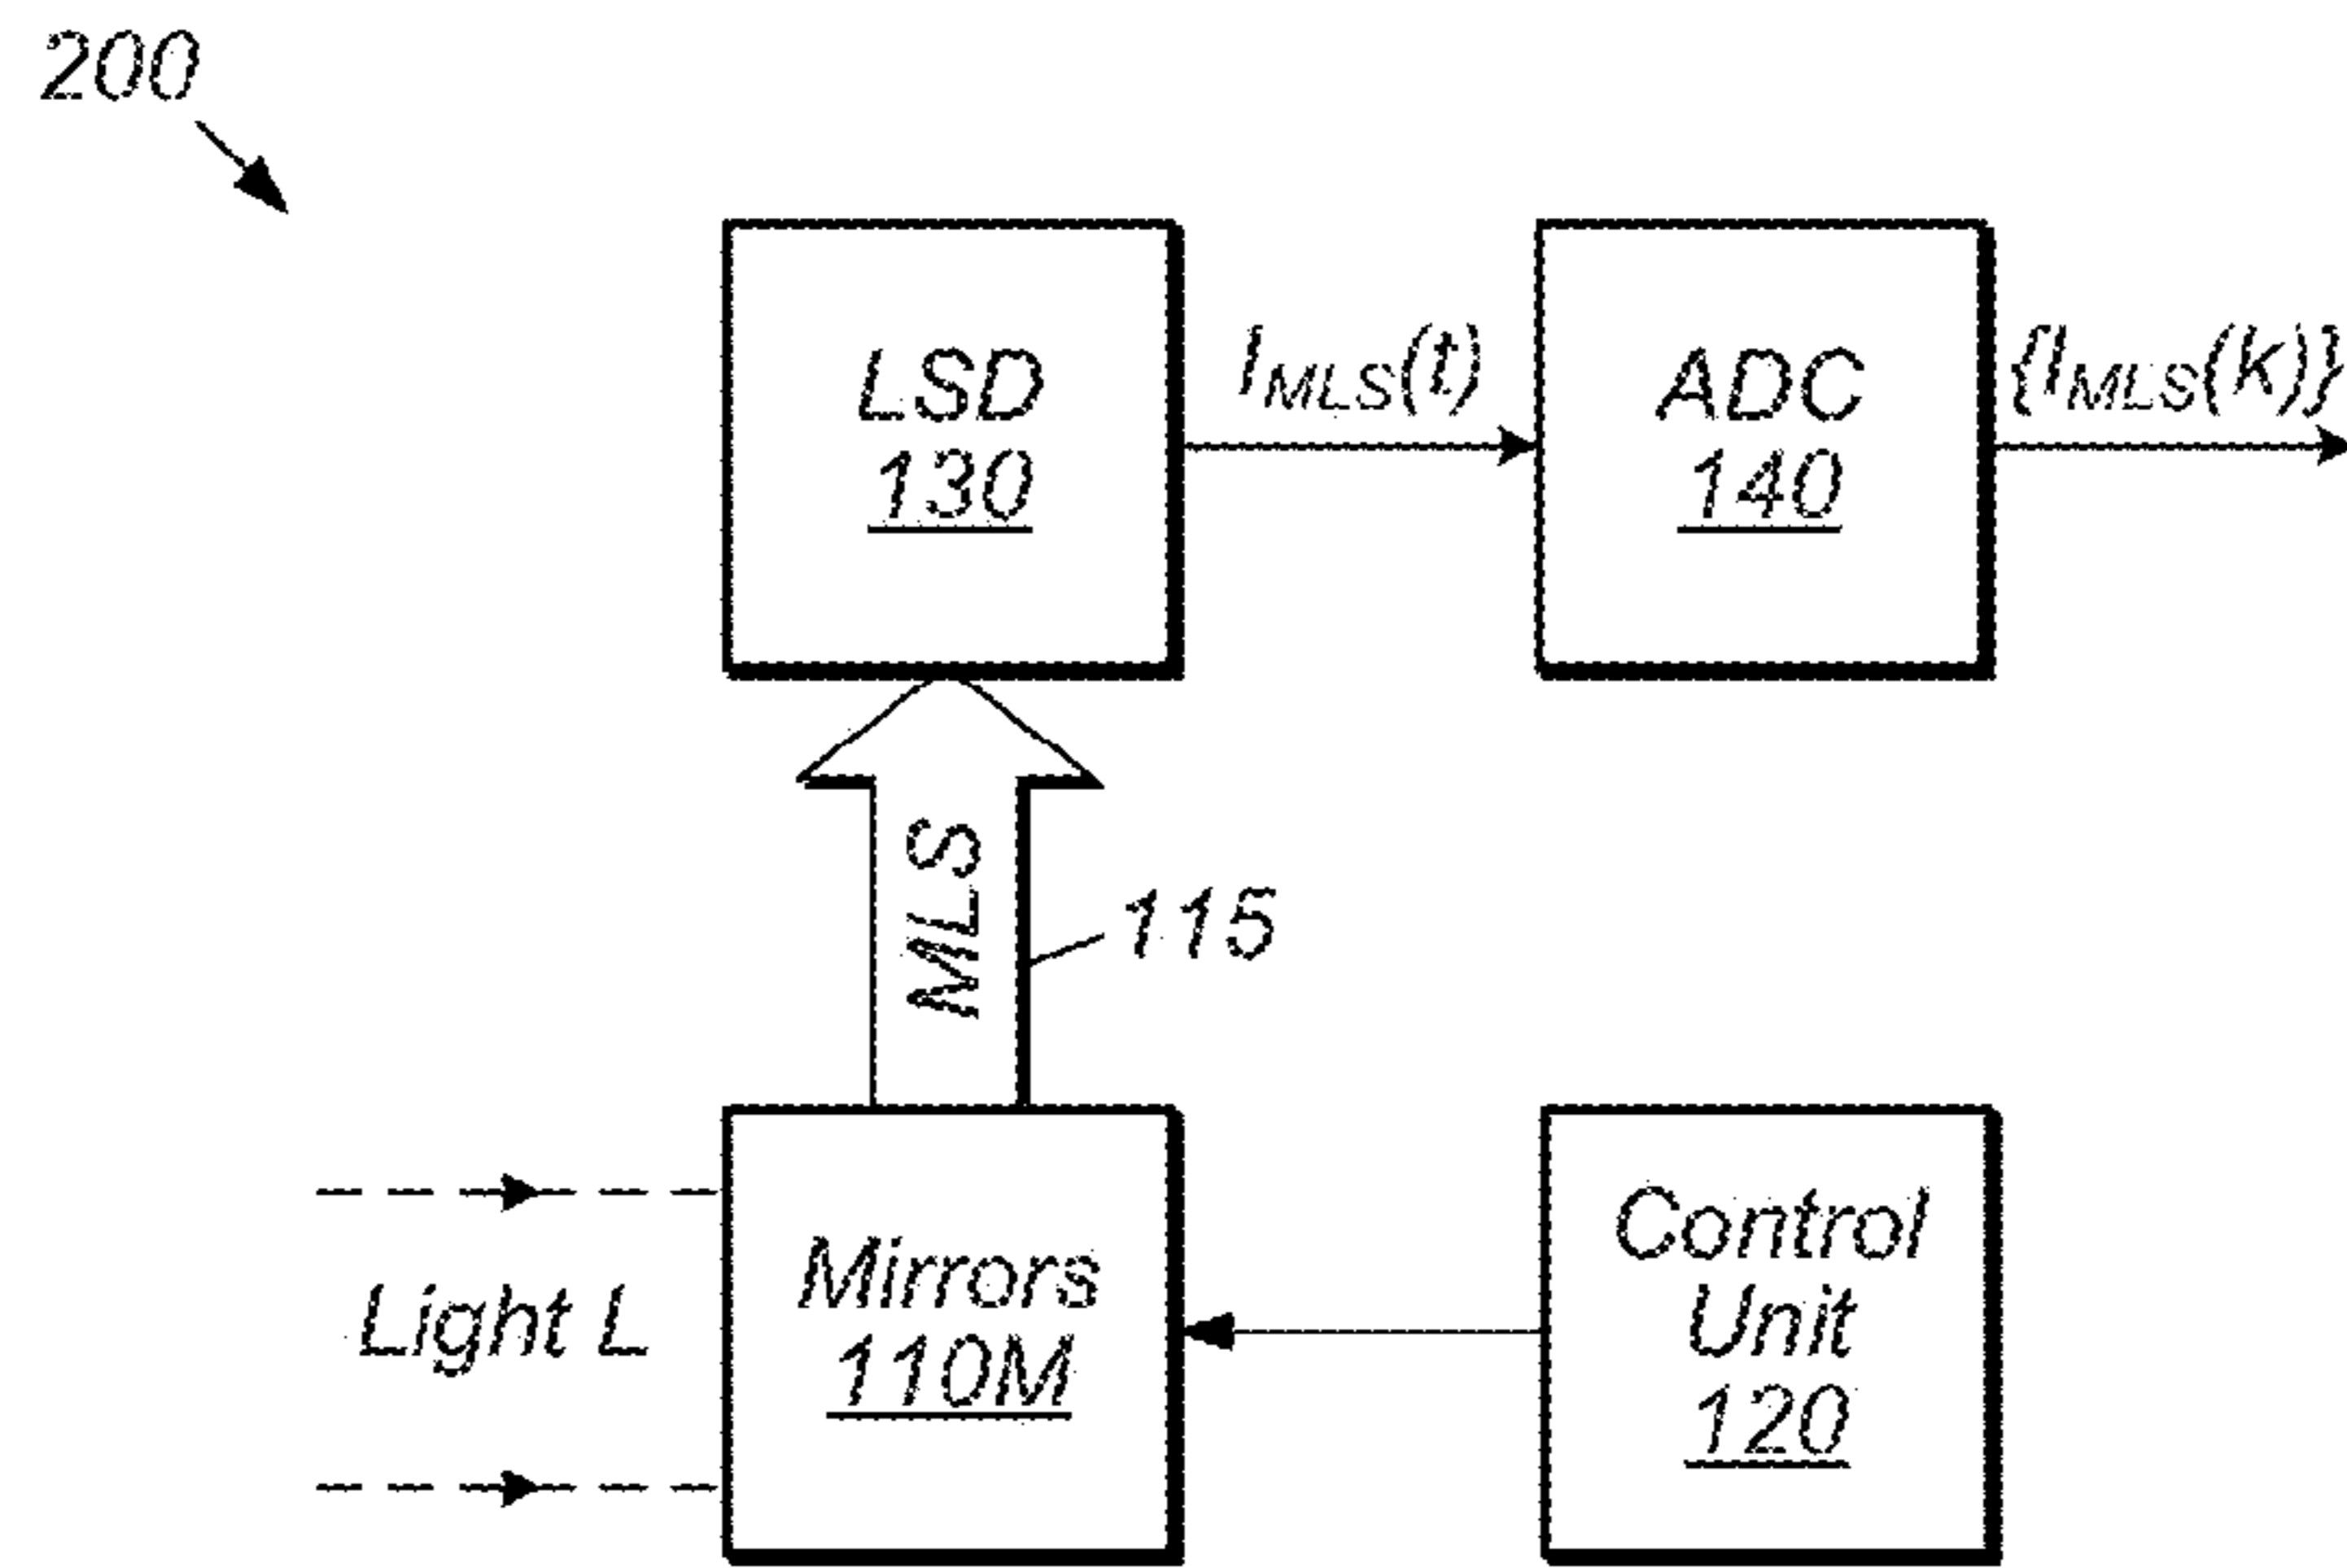 200
LSD
130
I_MLS(t)
ADC
140
{I_MLS(k)}
MLS
115
Light L
Mirrors
110M
Control
Unit
120